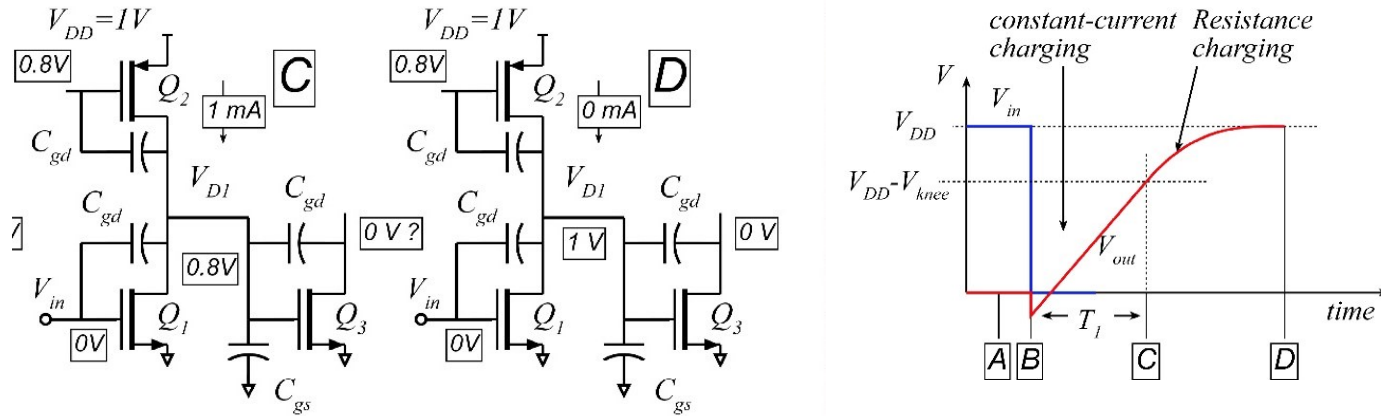 V_DD=1V
0.8V
Q_2
1 mA
C
C_gd
V_D1
C_gd
C_gd
0 V ?
0.8V
V_in
0V
Q_1
Q_3
C_gs
V_DD=1V
0.8V
Q_2
0 mA
D
C_gd
V_D1
C_gd
C_gd
1 V
0 V
V_in
0V
Q_1
Q_3
C_gs
constant-current
charging
Resistance
charging
V
V_in
V_DD
V_DD-V_knee
V_out
time
T_1
A
B
C
D